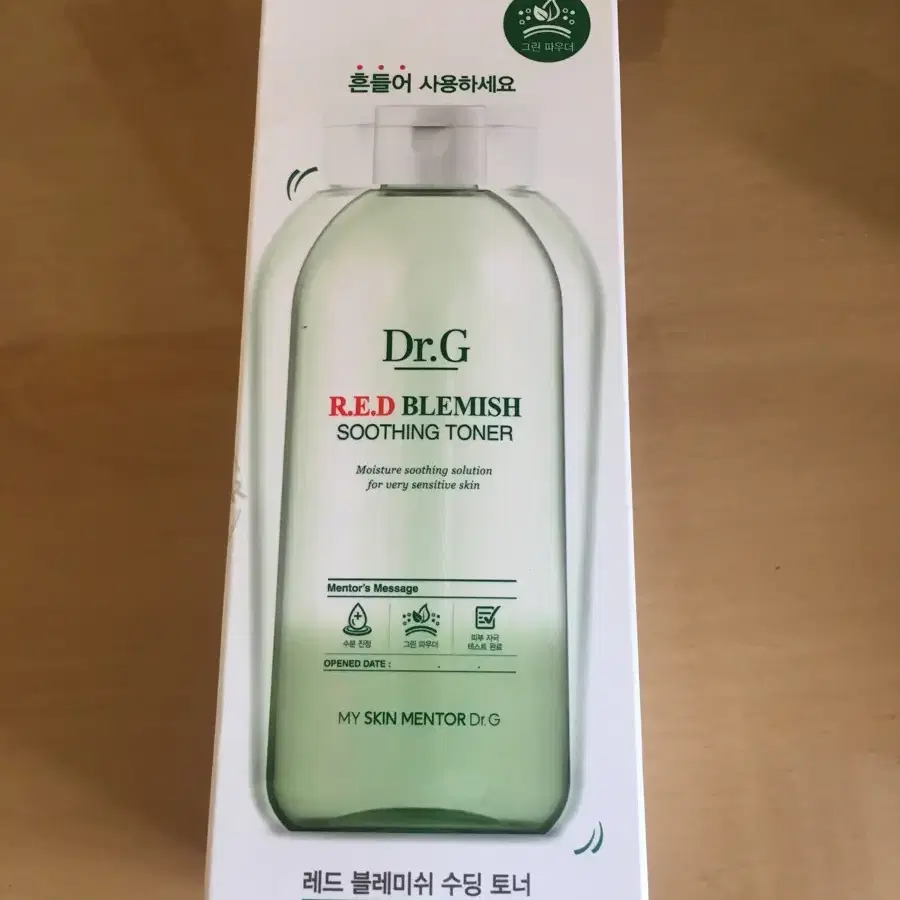 그린 파우더
흔들어 사용하세요
Dr.G
R.E.D BLEMISH
SOOTHING TONER
Moisture soothing solution
for very sensitive skin
Mentor's Message
수분 진정
그린 파우더
피부 자극
테스트 완료
OPENED DATE : . .
MY SKIN MENTOR Dr.G
레드 블레미쉬 수딩 토너